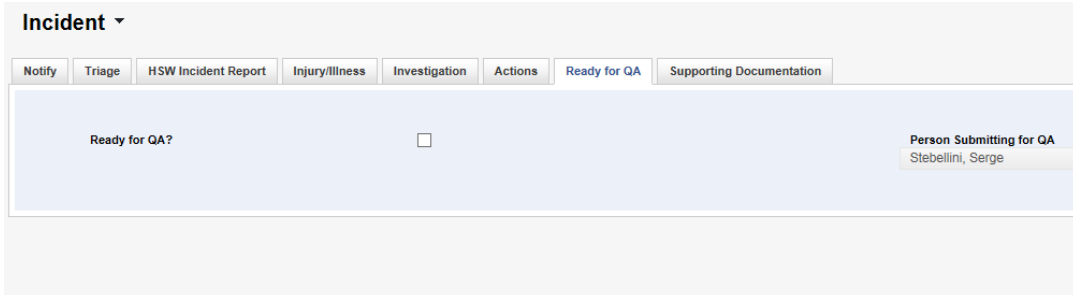 Incident
Notify Triage HSW Incident Report Injury/Illness Investigation Actions Ready for QA Supporting Documentation
Ready for QA? Person Submitting for QA
Stebellini, Serge